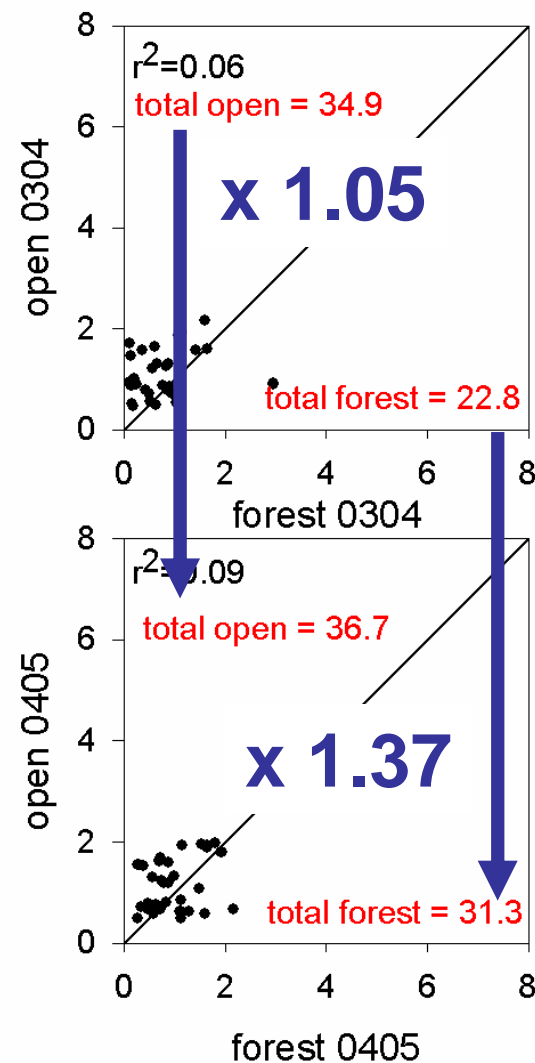 8
r²=0.06
total open = 34.9
6
x 1.05
open 0304
4
2
total forest = 22.8
0
0 2 4 6 8
forest 0304
8
r²=0.09
total open = 36.7
6
open 0405
4
x 1.37
2
total forest = 31.3
0
0 2 4 6 8
forest 0405